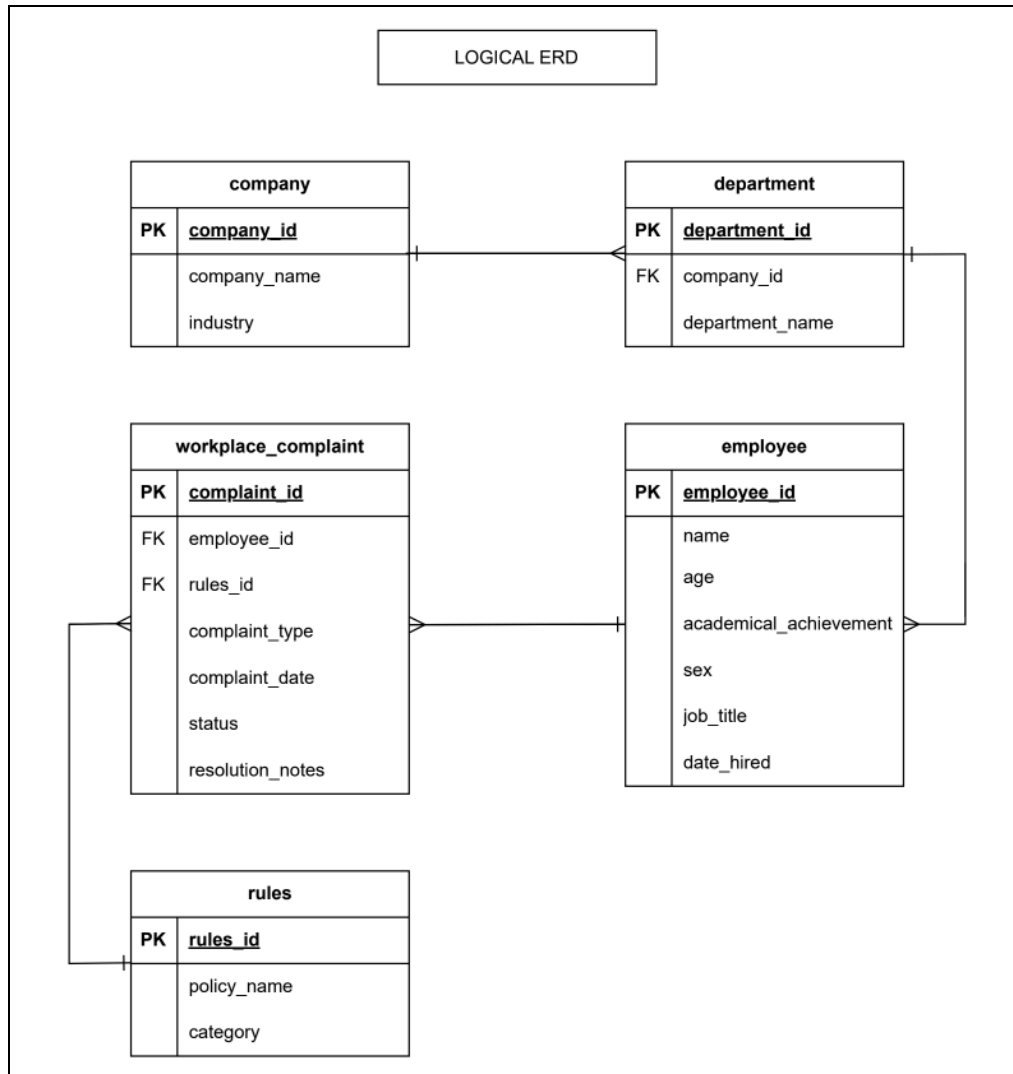 LOGICAL ERD
company
PK company_id
company_name
industry
department
PK department_id
FK company_id
department_name
workplace_complaint
PK complaint_id
FK employee_id
FK rules_id
complaint_type
complaint_date
status
resolution_notes
employee
PK employee_id
name
age
academical_achievement
sex
job_title
date_hired
rules
PK rules_id
policy_name
category